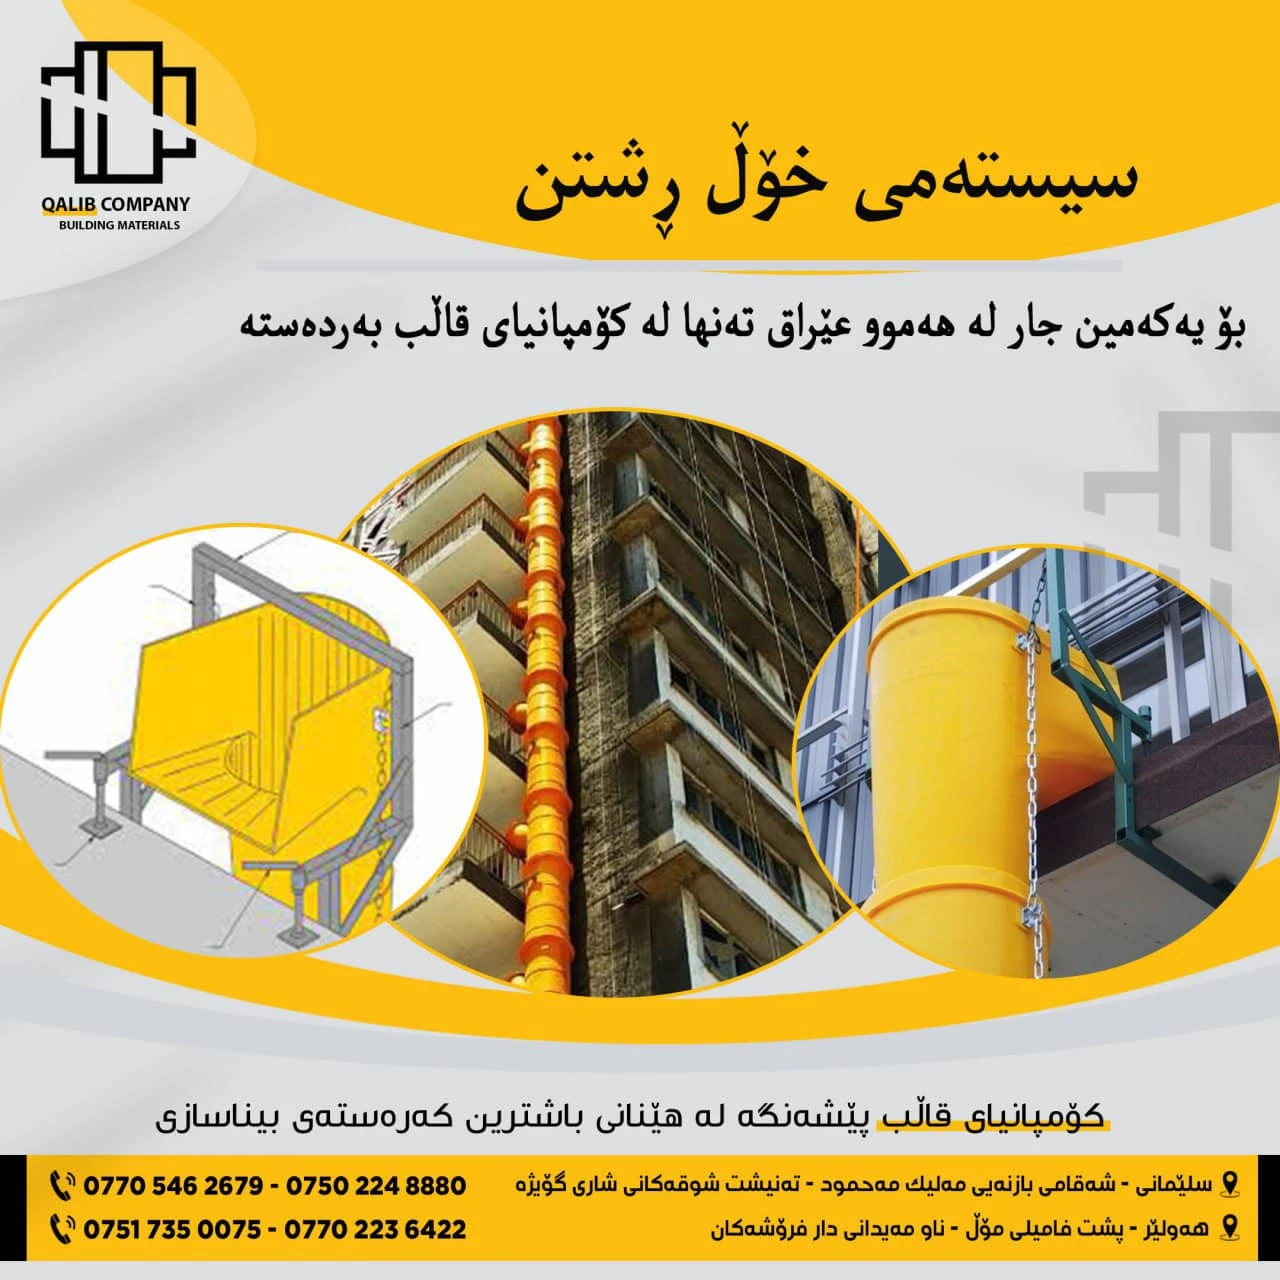 QALIB COMPANY
BUILDING MATERIALS
سیستەمی خۆڵ ڕشتن
بۆ یەکەمین جار لە هەموو عێراق تەنها لە کۆمپانیای قاڵب بەردەستە
کۆمپانیای قاڵب پێشەنگە لە هێنانی باشترین کەرەستەی بیناسازی
سلێمانی - شەقامی بازنەیی مەلیك مەحمود - تەنیشت شوقەکانی شاری گۆیژە
0770 546 2679 - 0750 224 8880
هەولێر - پشت فامیلی مۆڵ - ناو مەیدانی دار فرۆشەکان
0751 735 0075 - 0770 223 6422